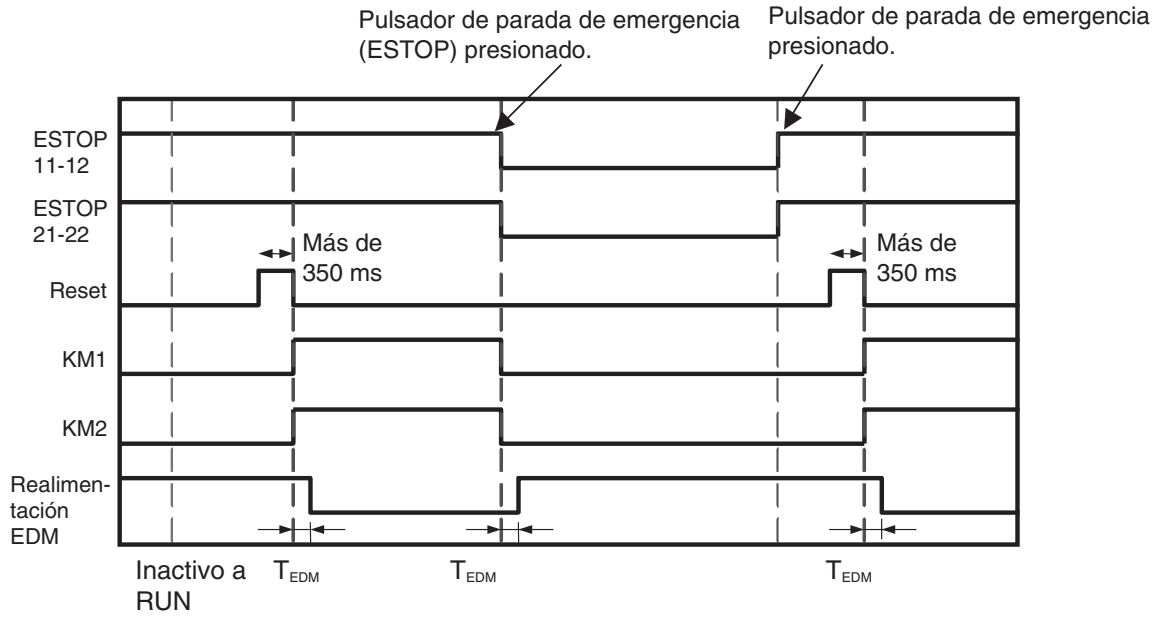 Pulsador de parada de emergencia
(ESTOP) presionado.
Pulsador de parada de emergencia
presionado.
ESTOP
11-12
ESTOP
21-22
Más de
350 ms
Más de
350 ms
Reset
KM1
KM2
Realimen-
tación
EDM
Inactivo a
RUN
TEDM
TEDM
TEDM